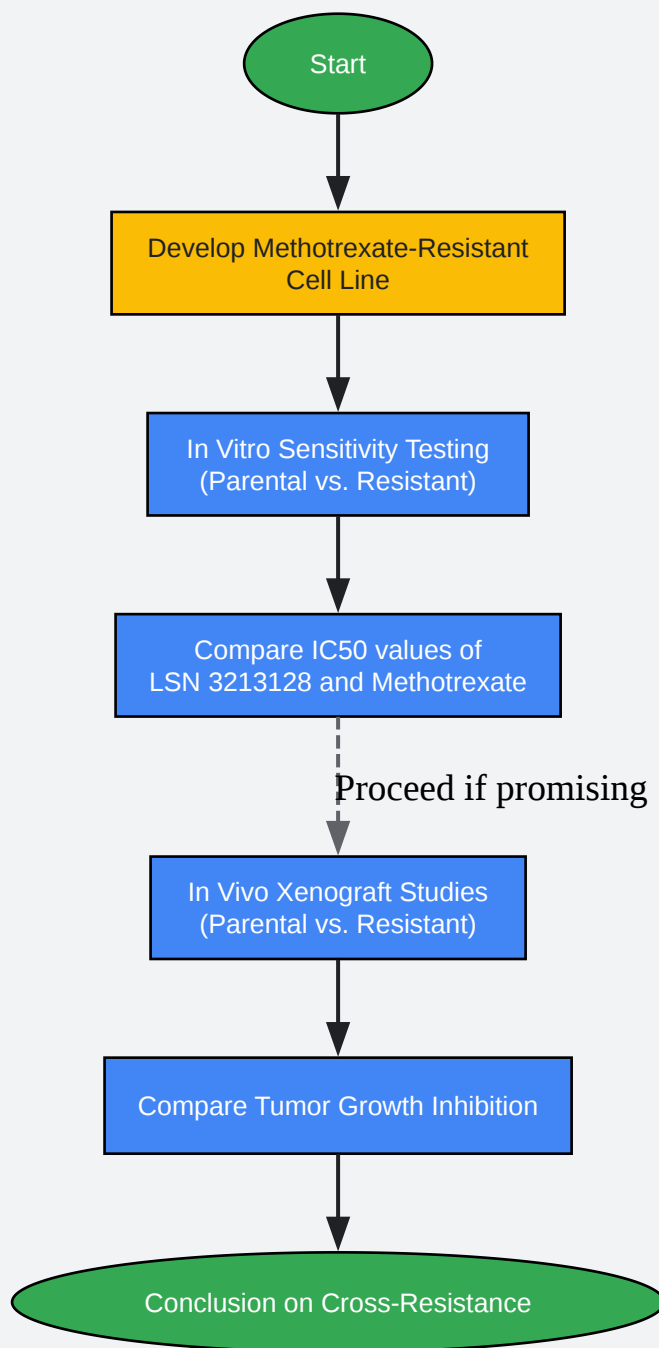 Start
Develop Methotrexate-Resistant
Cell Line
In Vitro Sensitivity Testing
(Parental vs. Resistant)
Compare IC50 values of
LSN 3213128 and Methotrexate
Proceed if promising
In Vivo Xenograft Studies
(Parental vs. Resistant)
Compare Tumor Growth Inhibition
Conclusion on Cross-Resistance